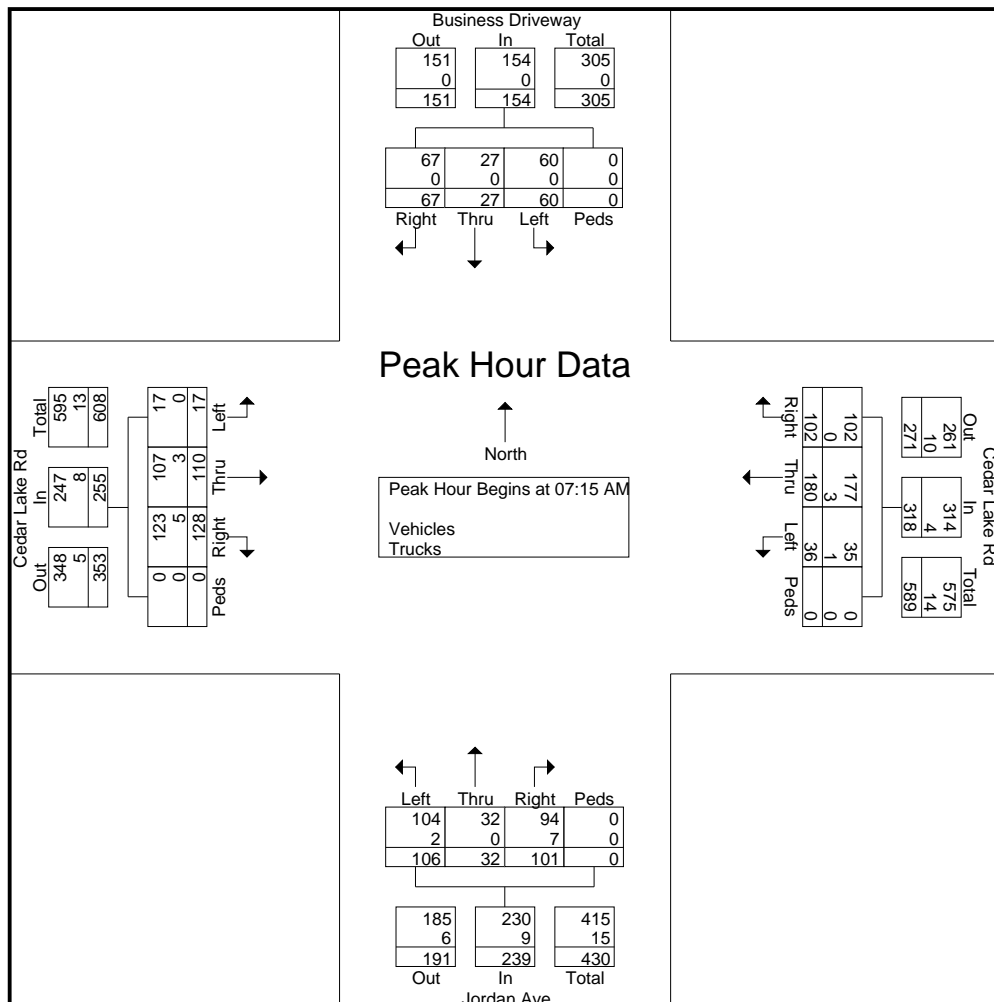 Business Driveway
Out In Total
151 154 305
0 0 0
151 154 305
67 27 60 0
0 0 0 0
67 27 60 0
Right Thru Left Peds
Peak Hour Data
North
Peak Hour Begins at 07:15 AM
Vehicles
Trucks
Cedar Lake Rd
Out In Total
348 247 595
5 8 13
353 255 608
0 123 107 17
0 5 3 0
0 128 110 17
Peds Right Thru Left
Cedar Lake Rd
Out In Total
261 314 575
10 4 14
271 318 589
102 177 35 0
0 3 1 0
102 180 36 0
Right Thru Left Peds
Left Thru Right Peds
104 32 94 0
2 0 7 0
106 32 101 0
185 230 415
6 9 15
191 239 430
Out In Total
Jordan Ave